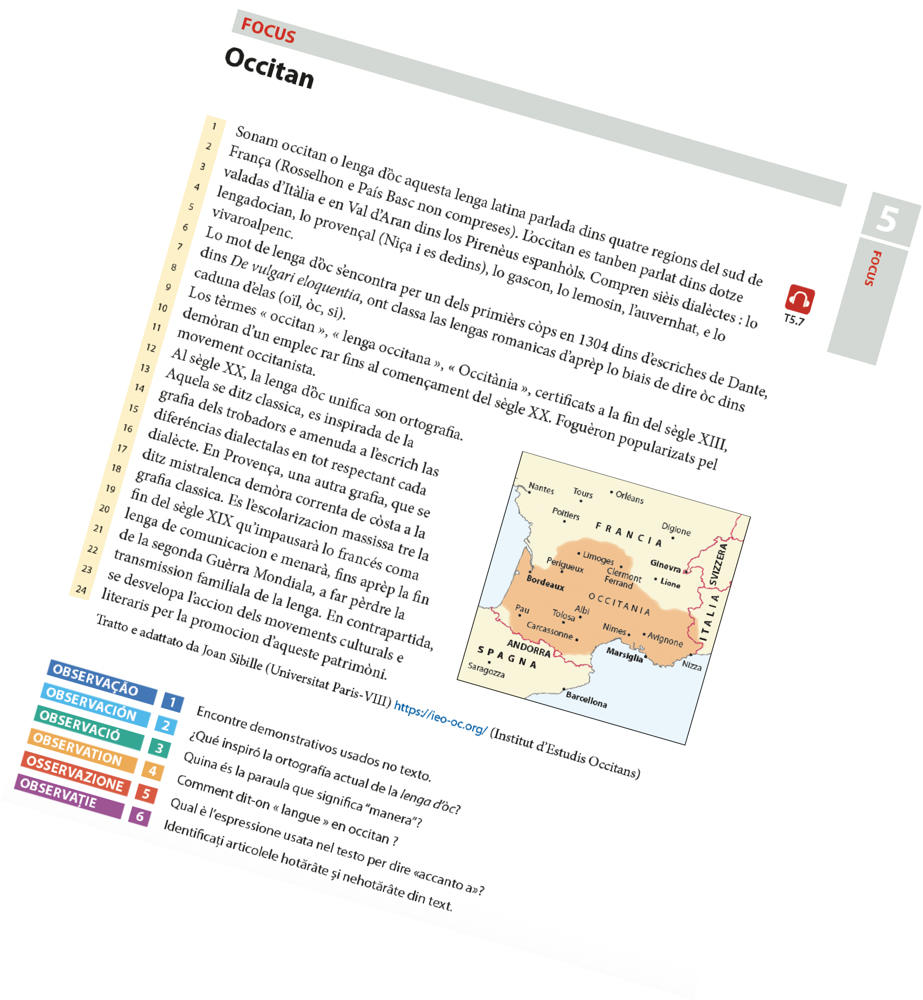 FOCUS
Occitan
5
FOCUS
T5.7
1 Sonam occitan o lenga d'òc aquesta lenga latina parlada dins quatre regions del sud de
2 França (Rosselhon e País Basc non compreses). L'occitan es tanben parlat dins dotze
3 valadas d'Itàlia e en Val d'Aran dins los Pirenèus espanhòls. Compren sièis dialèctes : lo
4 lengadocian, lo provençal (Niça i es dedins), lo gascon, lo lemosin, l'auvernhat, e lo
5 vivaroalpenc.
6 Lo mot de lenga d'òc s'encontra per un dels primièrs còps en 1304 dins d'escriches de Dante,
7 dins De vulgari eloquentia, ont classa las lengas romanicas d'aprèp lo biais de dire òc dins
8 caduna d'elas (oïl, òc, si).
9 Los tèrmes « occitan », « lenga occitana », « Occitània », certificats a la fin del sègle XIII,
10 demòran d'un emplec rar fins al començament del sègle XX. Foguèron popularizats pel
11 movement occitanista.
12 Al sègle XX, la lenga d'òc unifica son ortografia.
13 Aquela se ditz classica, es inspirada de la
14 grafia dels trobadors e amenuda a l'escrich las
15 diferéncias dialectalas en tot respectant cada
16 dialècte. En Provença, una autra grafia, que se
17 ditz mistralenca demòra correnta de còsta a la
18 grafia classica. Es l'escolarizacion massissa tre la
19 fin del sègle XIX qu'impausarà lo francés coma
20 lenga de comunicacion e menarà, fins aprèp la fin
21 de la segonda Guèrra Mondiala, a far pèrdre la
22 transmission familiala de la lenga. En contrapartida,
23 se desvelopa l'accion dels movements culturals e
24 literaris per la promocion d'aqueste patrimòni.
Tratto e adattato da Joan Sibille (Universitat Paris-VIII) https://ieo-oc.org/ (Institut d'Estudis Occitans)
Nantes
Tours
Orléans
Poitiers
FRANCIA
Digione
Limoges
Perigueux
Clermont
Ferrand
Ginevra
Lione
SVIZZERA
Bordeaux
OCCITANIA
ITALIA
Pau
Tolosa
Albi
Carcassonne
Nimes
Avignone
ANDORRA
SPAGNA
Marsiglia
Nizza
Saragozza
Barcellona
OBSERVAÇÃO 1 Encontre demonstrativos usados no texto.
OBSERVACIÓN 2 ¿Qué inspiró la ortografía actual de la lenga d'òc?
OBSERVACIÓ 3 Quina és la paraula que significa "manera"?
OBSERVATION 4 Comment dit-on « langue » en occitan ?
OSSERVAZIONE 5 Qual è l'espressione usata nel testo per dire «accanto a»?
OBSERVAȚIE 6 Identificați articolele hotărâte și nehotărâte din text.